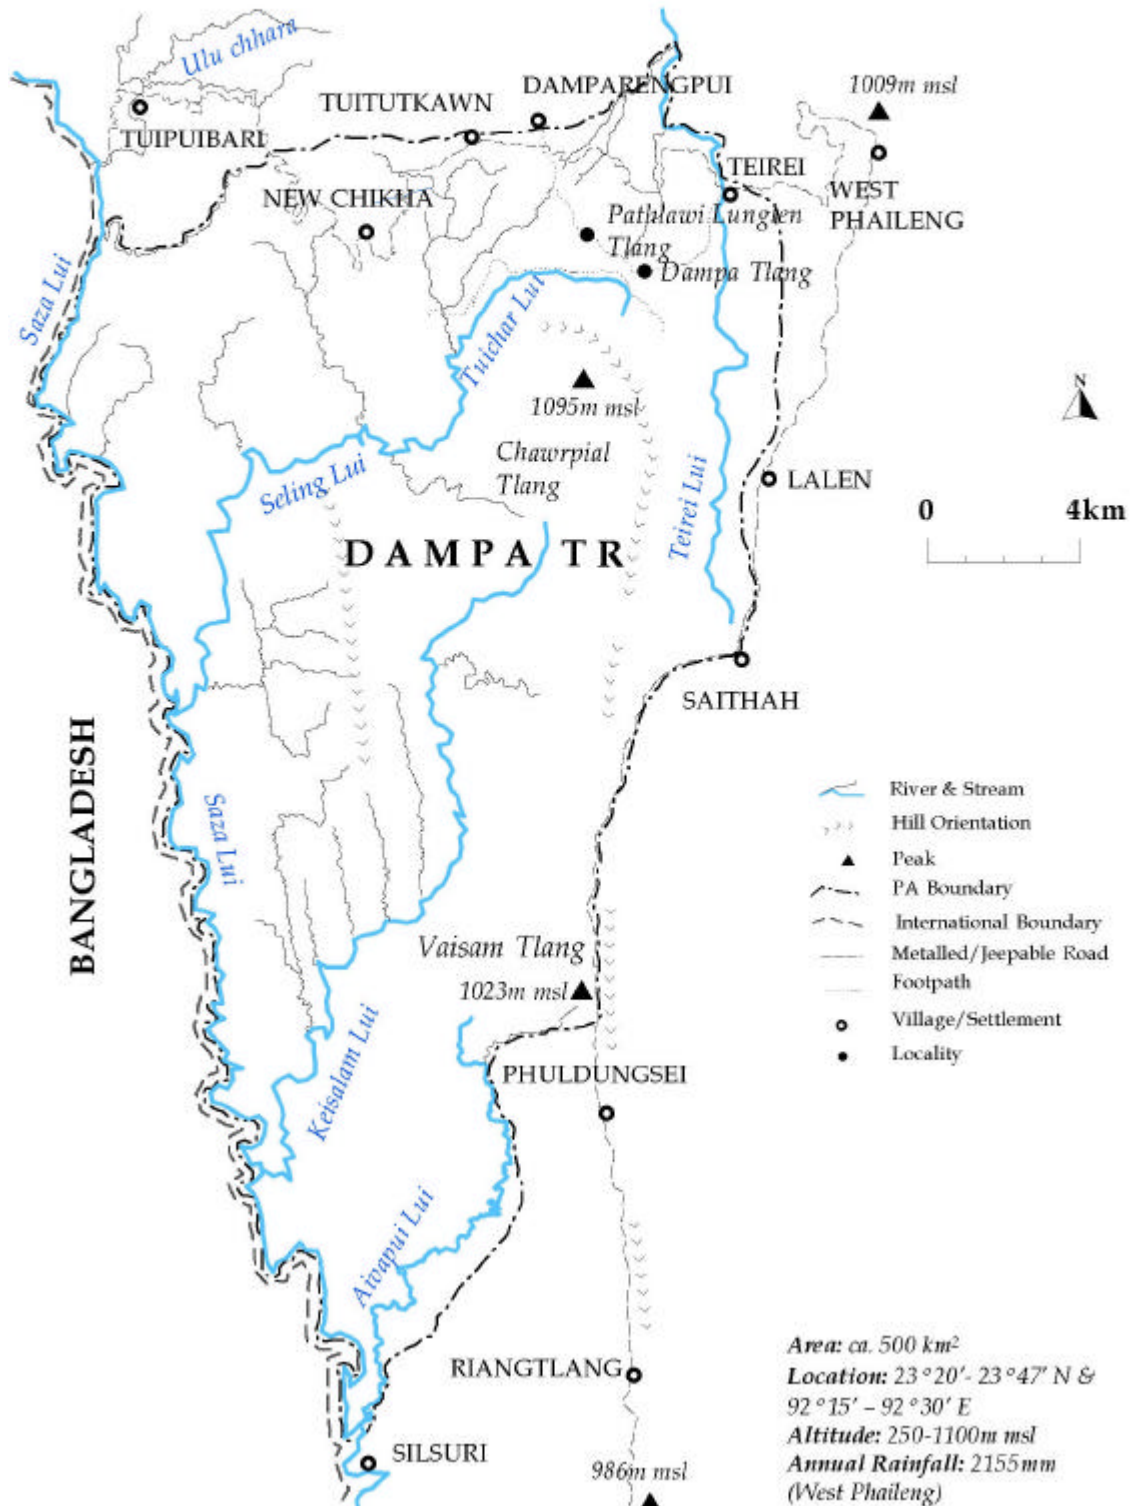 Ulu chhara
TUIPUIBARI
TUITUTKAWN
DAMPARENGPUI
1009m msl
TEIREI
WEST
PHAILENG
NEW CHIKHA
Pathlawi Lunglen
Tlang
Dampa Tlang
Saza Lui
Tuichar Lui
1095m msl
Chawrpial
Tlang
Seling Lui
Teirei Lui
LALEN
N
0 4km
DAMPA TR
SAITHAH
BANGLADESH
Saza Lui
River & Stream
Hill Orientation
Peak
PA Boundary
International Boundary
Metalled/Jeepable Road
Footpath
Village/Settlement
Locality
Vaisam Tlang
1023m msl
Keisalam Lui
PHULDUNGSEI
Aivapui Lui
RIANGTLANG
SILSURI
986m msl
Area: ca. 500 km²
Location: 23°20'- 23°47' N &
92°15' – 92°30' E
Altitude: 250-1100m msl
Annual Rainfall: 2155mm
(West Phaileng)